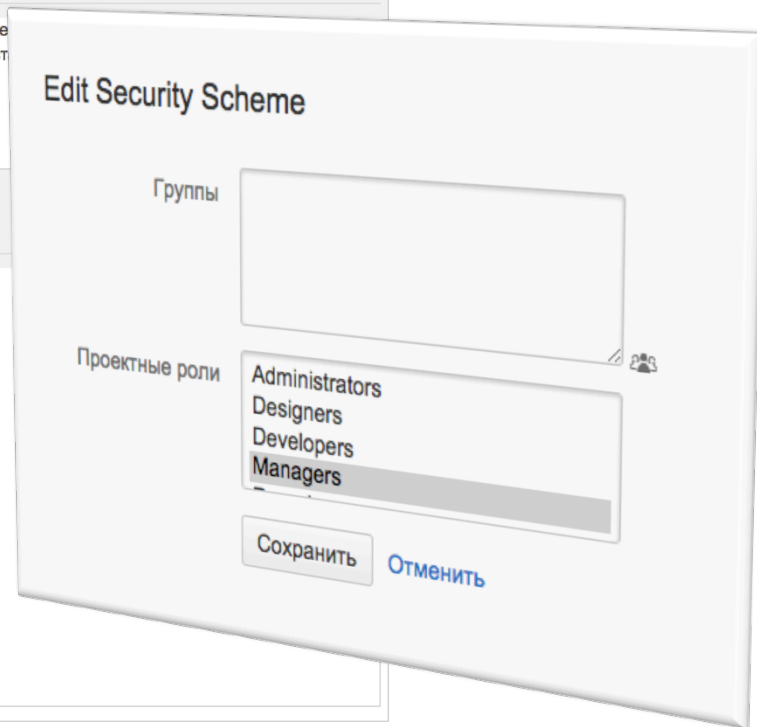 Edit Security Scheme
Группы
Проектные роли
Administrators
Designers
Developers
Managers
Сохранить
Отменить